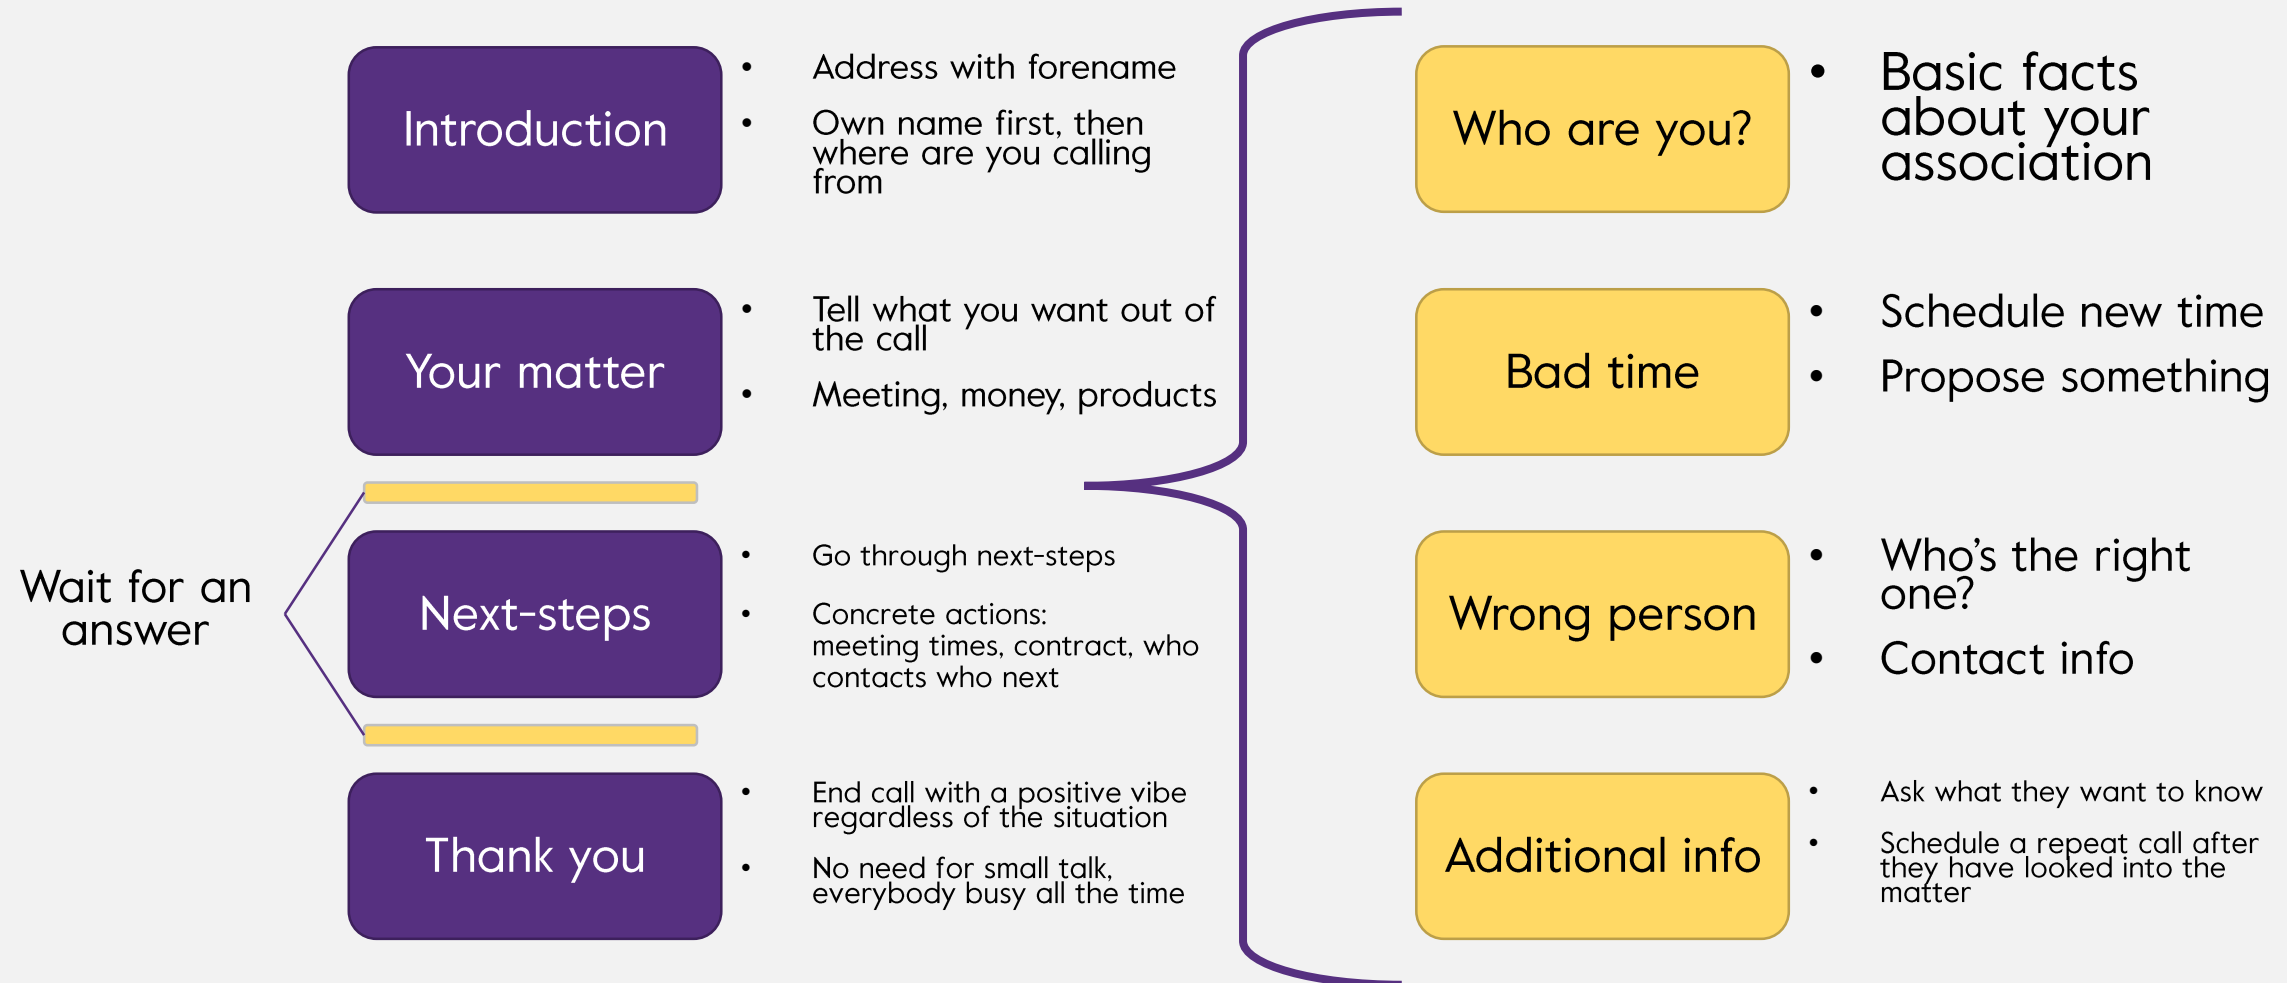 Introduction
• Address with forename
• Own name first, then
where are you calling
from
Your matter
• Tell what you want out of
the call
• Meeting, money, products
Wait for an
answer
Next-steps
• Go through next-steps
• Concrete actions:
meeting times, contract, who
contacts who next
Thank you
• End call with a positive vibe
regardless of the situation
• No need for small talk,
everybody busy all the time
Who are you?
• Basic facts
about your
association
Bad time
• Schedule new time
• Propose something
Wrong person
• Who’s the right
one?
• Contact info
Additional info
• Ask what they want to know
• Schedule a repeat call after
they have looked into the
matter